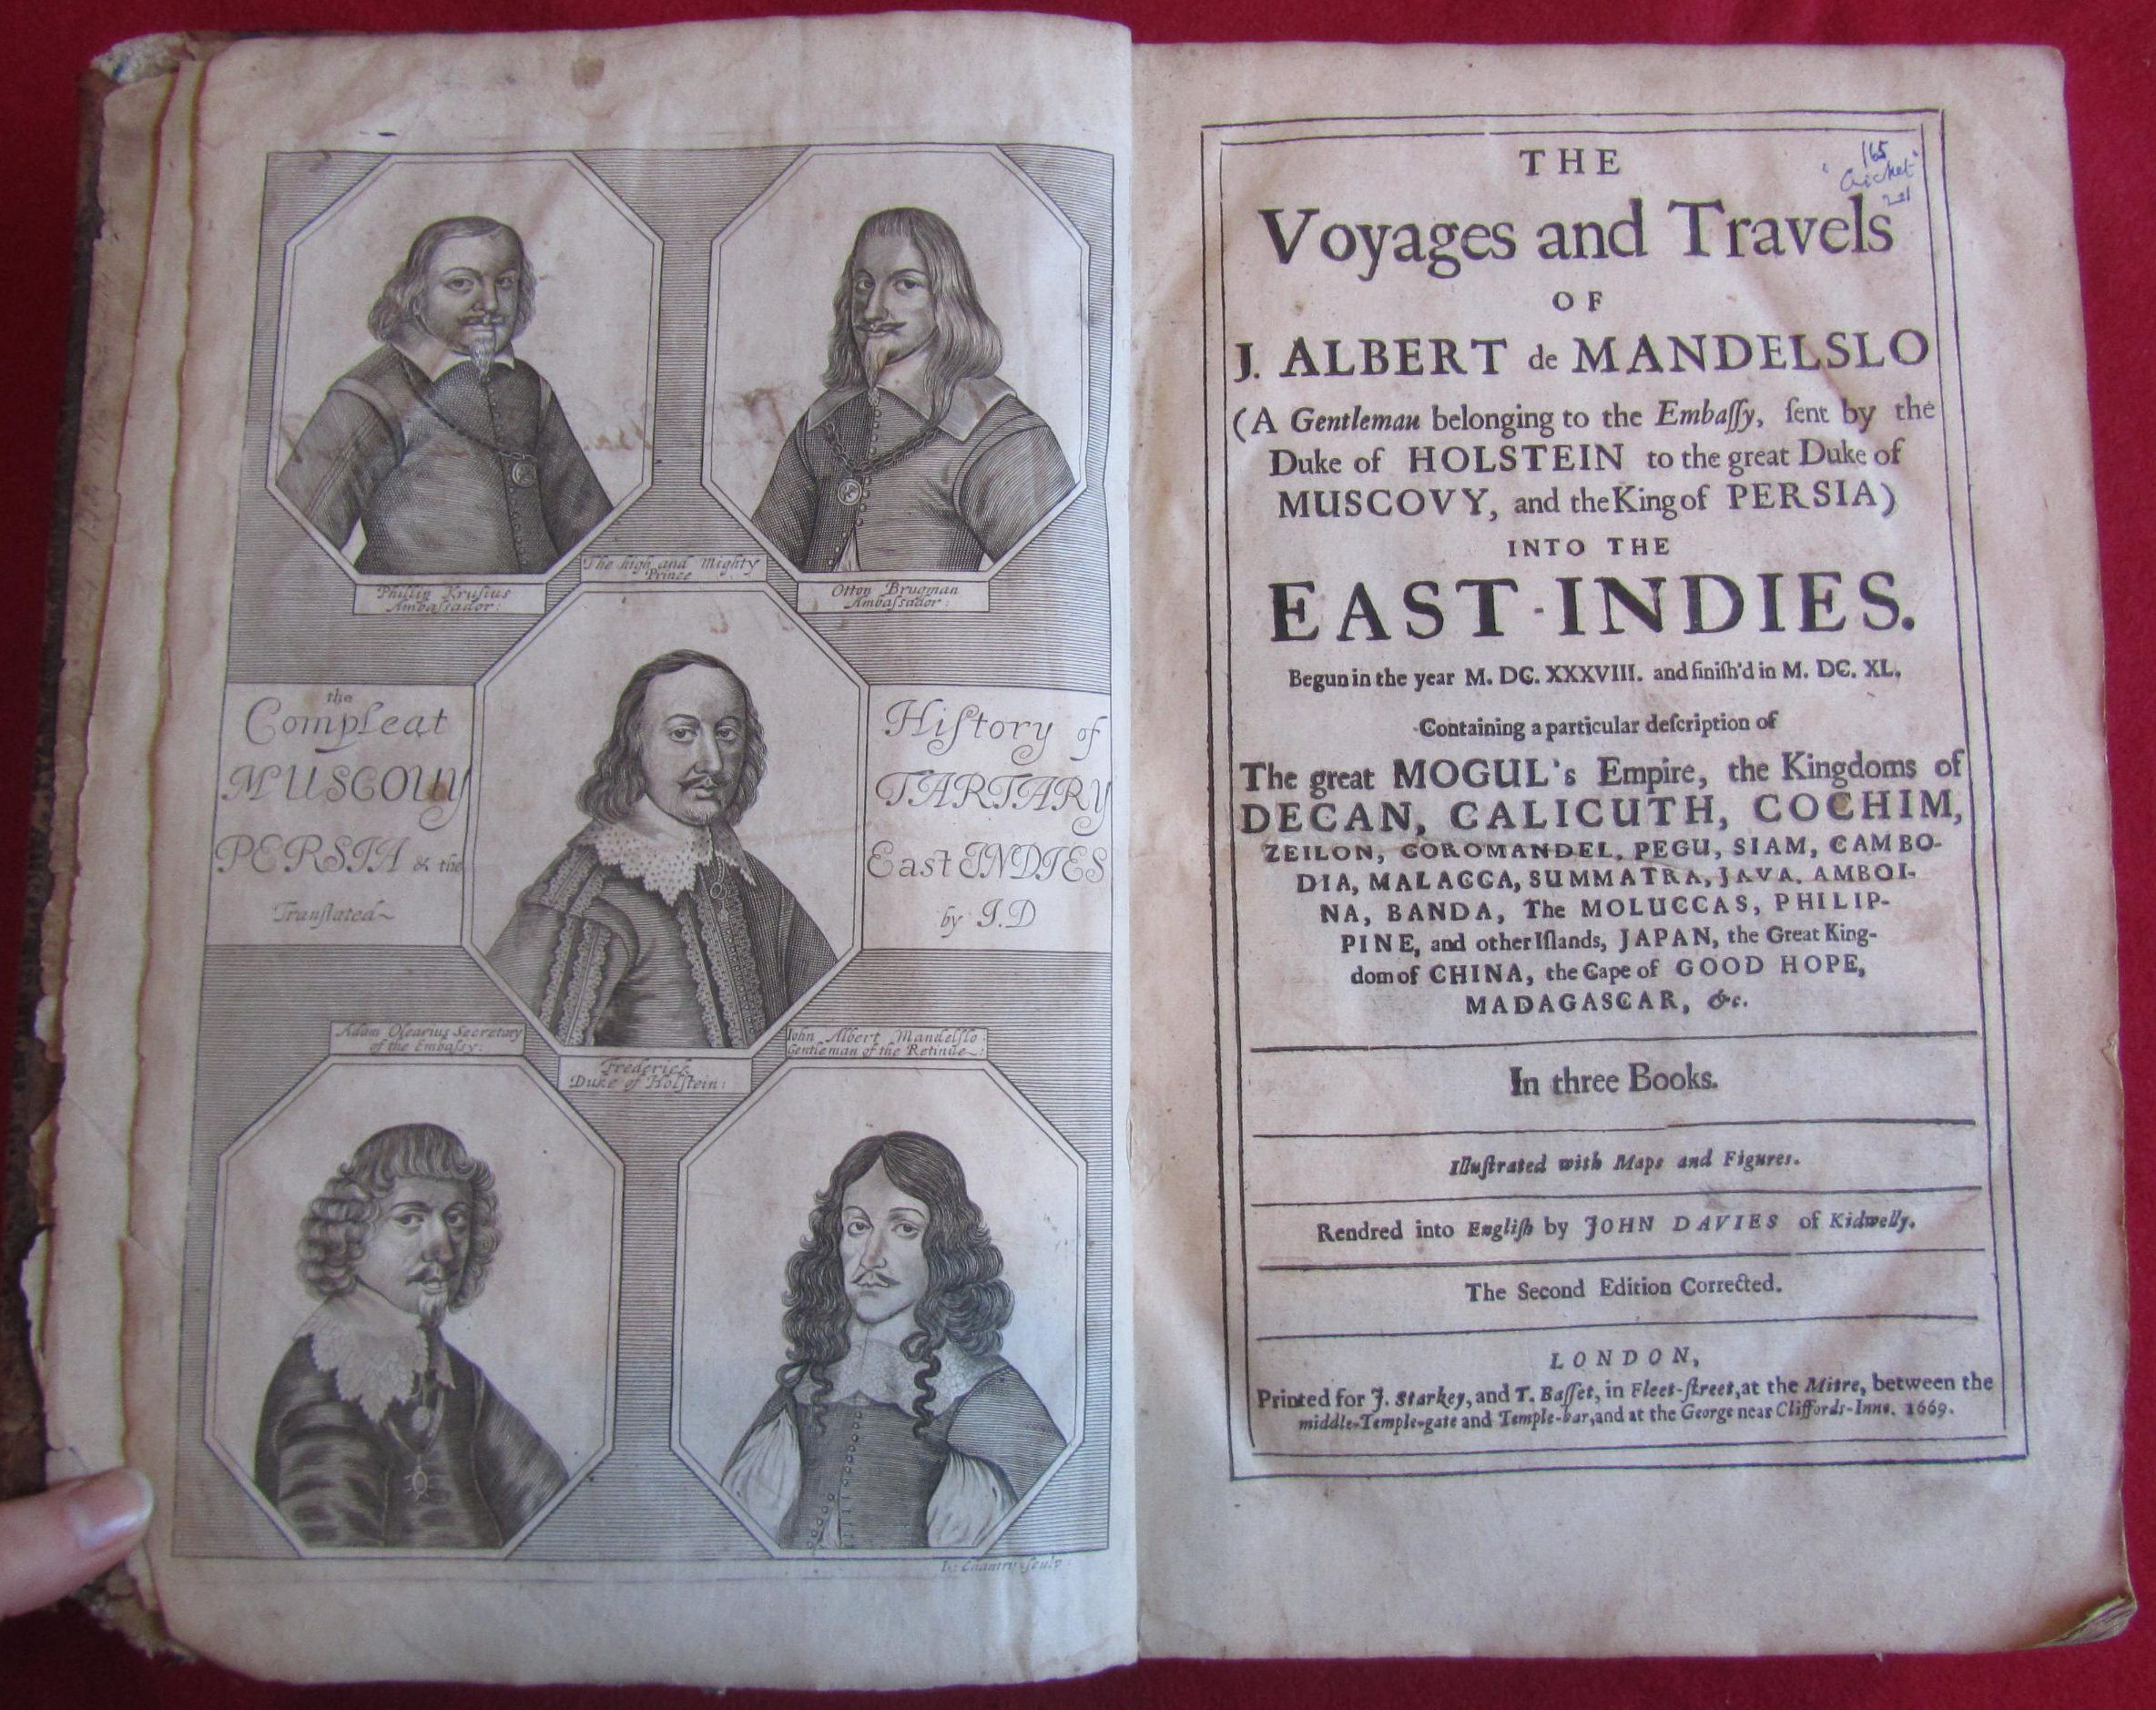 Phillip Krusius
Ambaſsador:
The high and Mighty
Prince
Otton Brugman
Ambaſsador:
the
Compleat
MUSCOUY
PERSIA & the
Tranſlated
Hiſtory of
TARTARY
East INDIES
by J.D
Adam Olearius Secretary
of the Embaſsy:
Frederick
Duke of Holſtein:
Iohn Albert Mandelſlo
Gentleman of the Retinüe:
THE
Voyages and Travels
OF
J. ALBERT de MANDELSLO
(A Gentleman belonging to the Embaſſy, ſent by the
Duke of HOLSTEIN to the great Duke of
MUSCOVY, and the King of PERSIA)
INTO THE
EAST-INDIES.
Begun in the year M. DC. XXXVIII. and finiſh'd in M. DC. XL.
Containing a particular deſcription of
The great MOGUL's Empire, the Kingdoms of
DECAN, CALICUTH, COCHIM,
ZEILON, COROMANDEL, PEGU, SIAM, CAMBO-
DIA, MALACCA, SUMMATRA, JAVA, AMBOI-
NA, BANDA, The MOLUCCAS, PHILIP-
PINE, and other Iſlands, JAPAN, the Great King-
dom of CHINA, the Cape of GOOD HOPE,
MADAGASCAR, &c.
In three Books.
Illuſtrated with Maps and Figures.
Rendred into Engliſh by JOHN DAVIES of Kidwelly.
The Second Edition Corrected.
LONDON,
Printed for J. Starkey, and T. Baſſet, in Fleet-ſtreet, at the Mitre, between the
middle-Temple-gate and Temple-bar, and at the George near Cliffords-Inne. 1669.
165